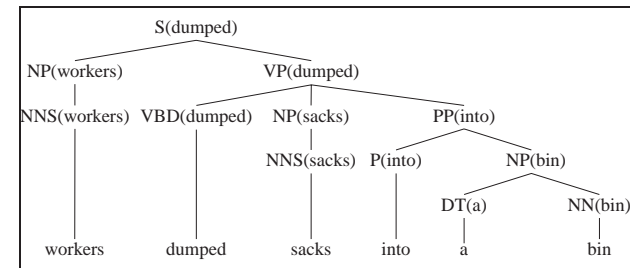 S(dumped)
NP(workers) VP(dumped)
NNS(workers) VBD(dumped) NP(sacks) PP(into)
NNS(sacks) P(into) NP(bin)
DT(a) NN(bin)
workers dumped sacks into a bin